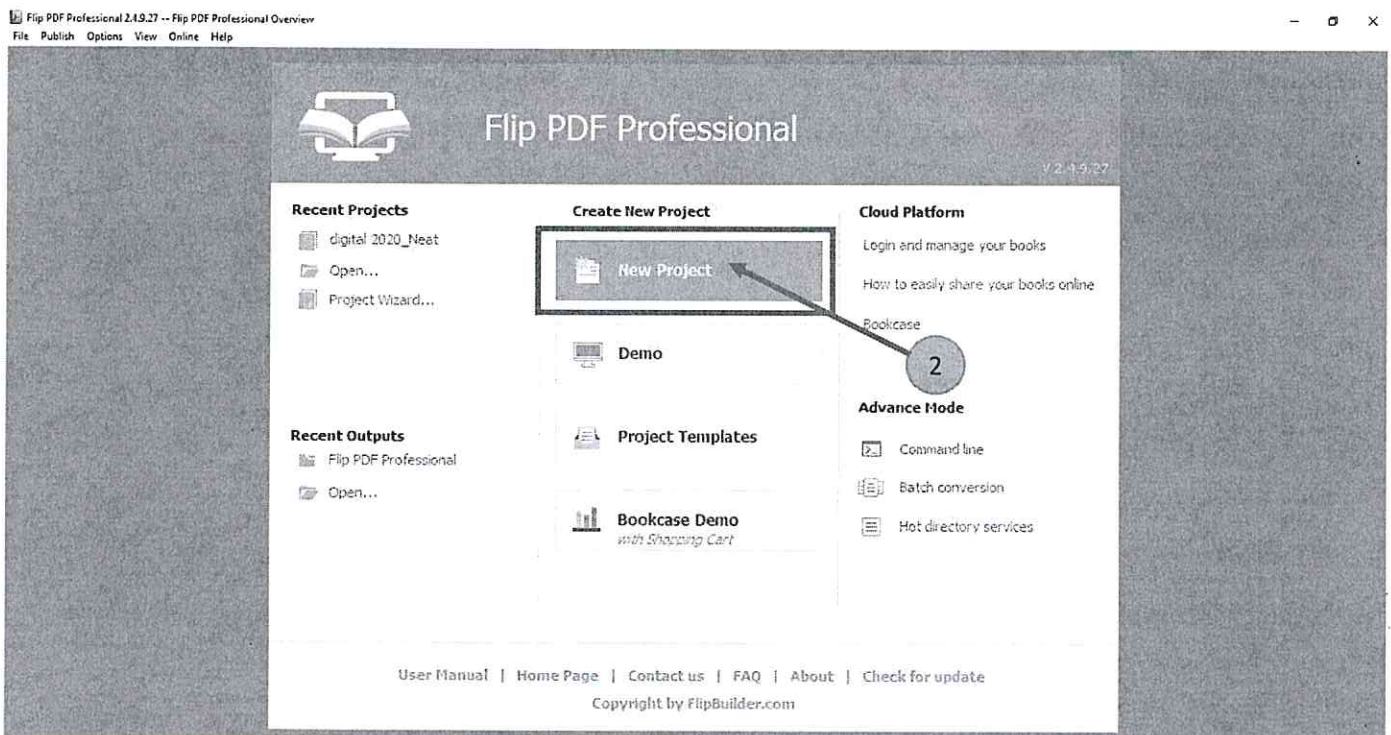 Flip PDF Professional 2.4.9.27 -- Flip PDF Professional Overview
File Publish Options View Online Help
Flip PDF Professional
V 2.4.9.27
Recent Projects
digital 2020_Neat
Open...
Project Wizard...
Recent Outputs
Flip PDF Professional
Open...
Create New Project
New Project
Demo
Project Templates
Bookcase Demo
with Shopping Cart
Cloud Platform
Login and manage your books
How to easily share your books online
Bookcase
2
Advance Mode
Command line
Batch conversion
Hot directory services
User Manual | Home Page | Contact us | FAQ | About | Check for update
Copyright by FlipBuilder.com